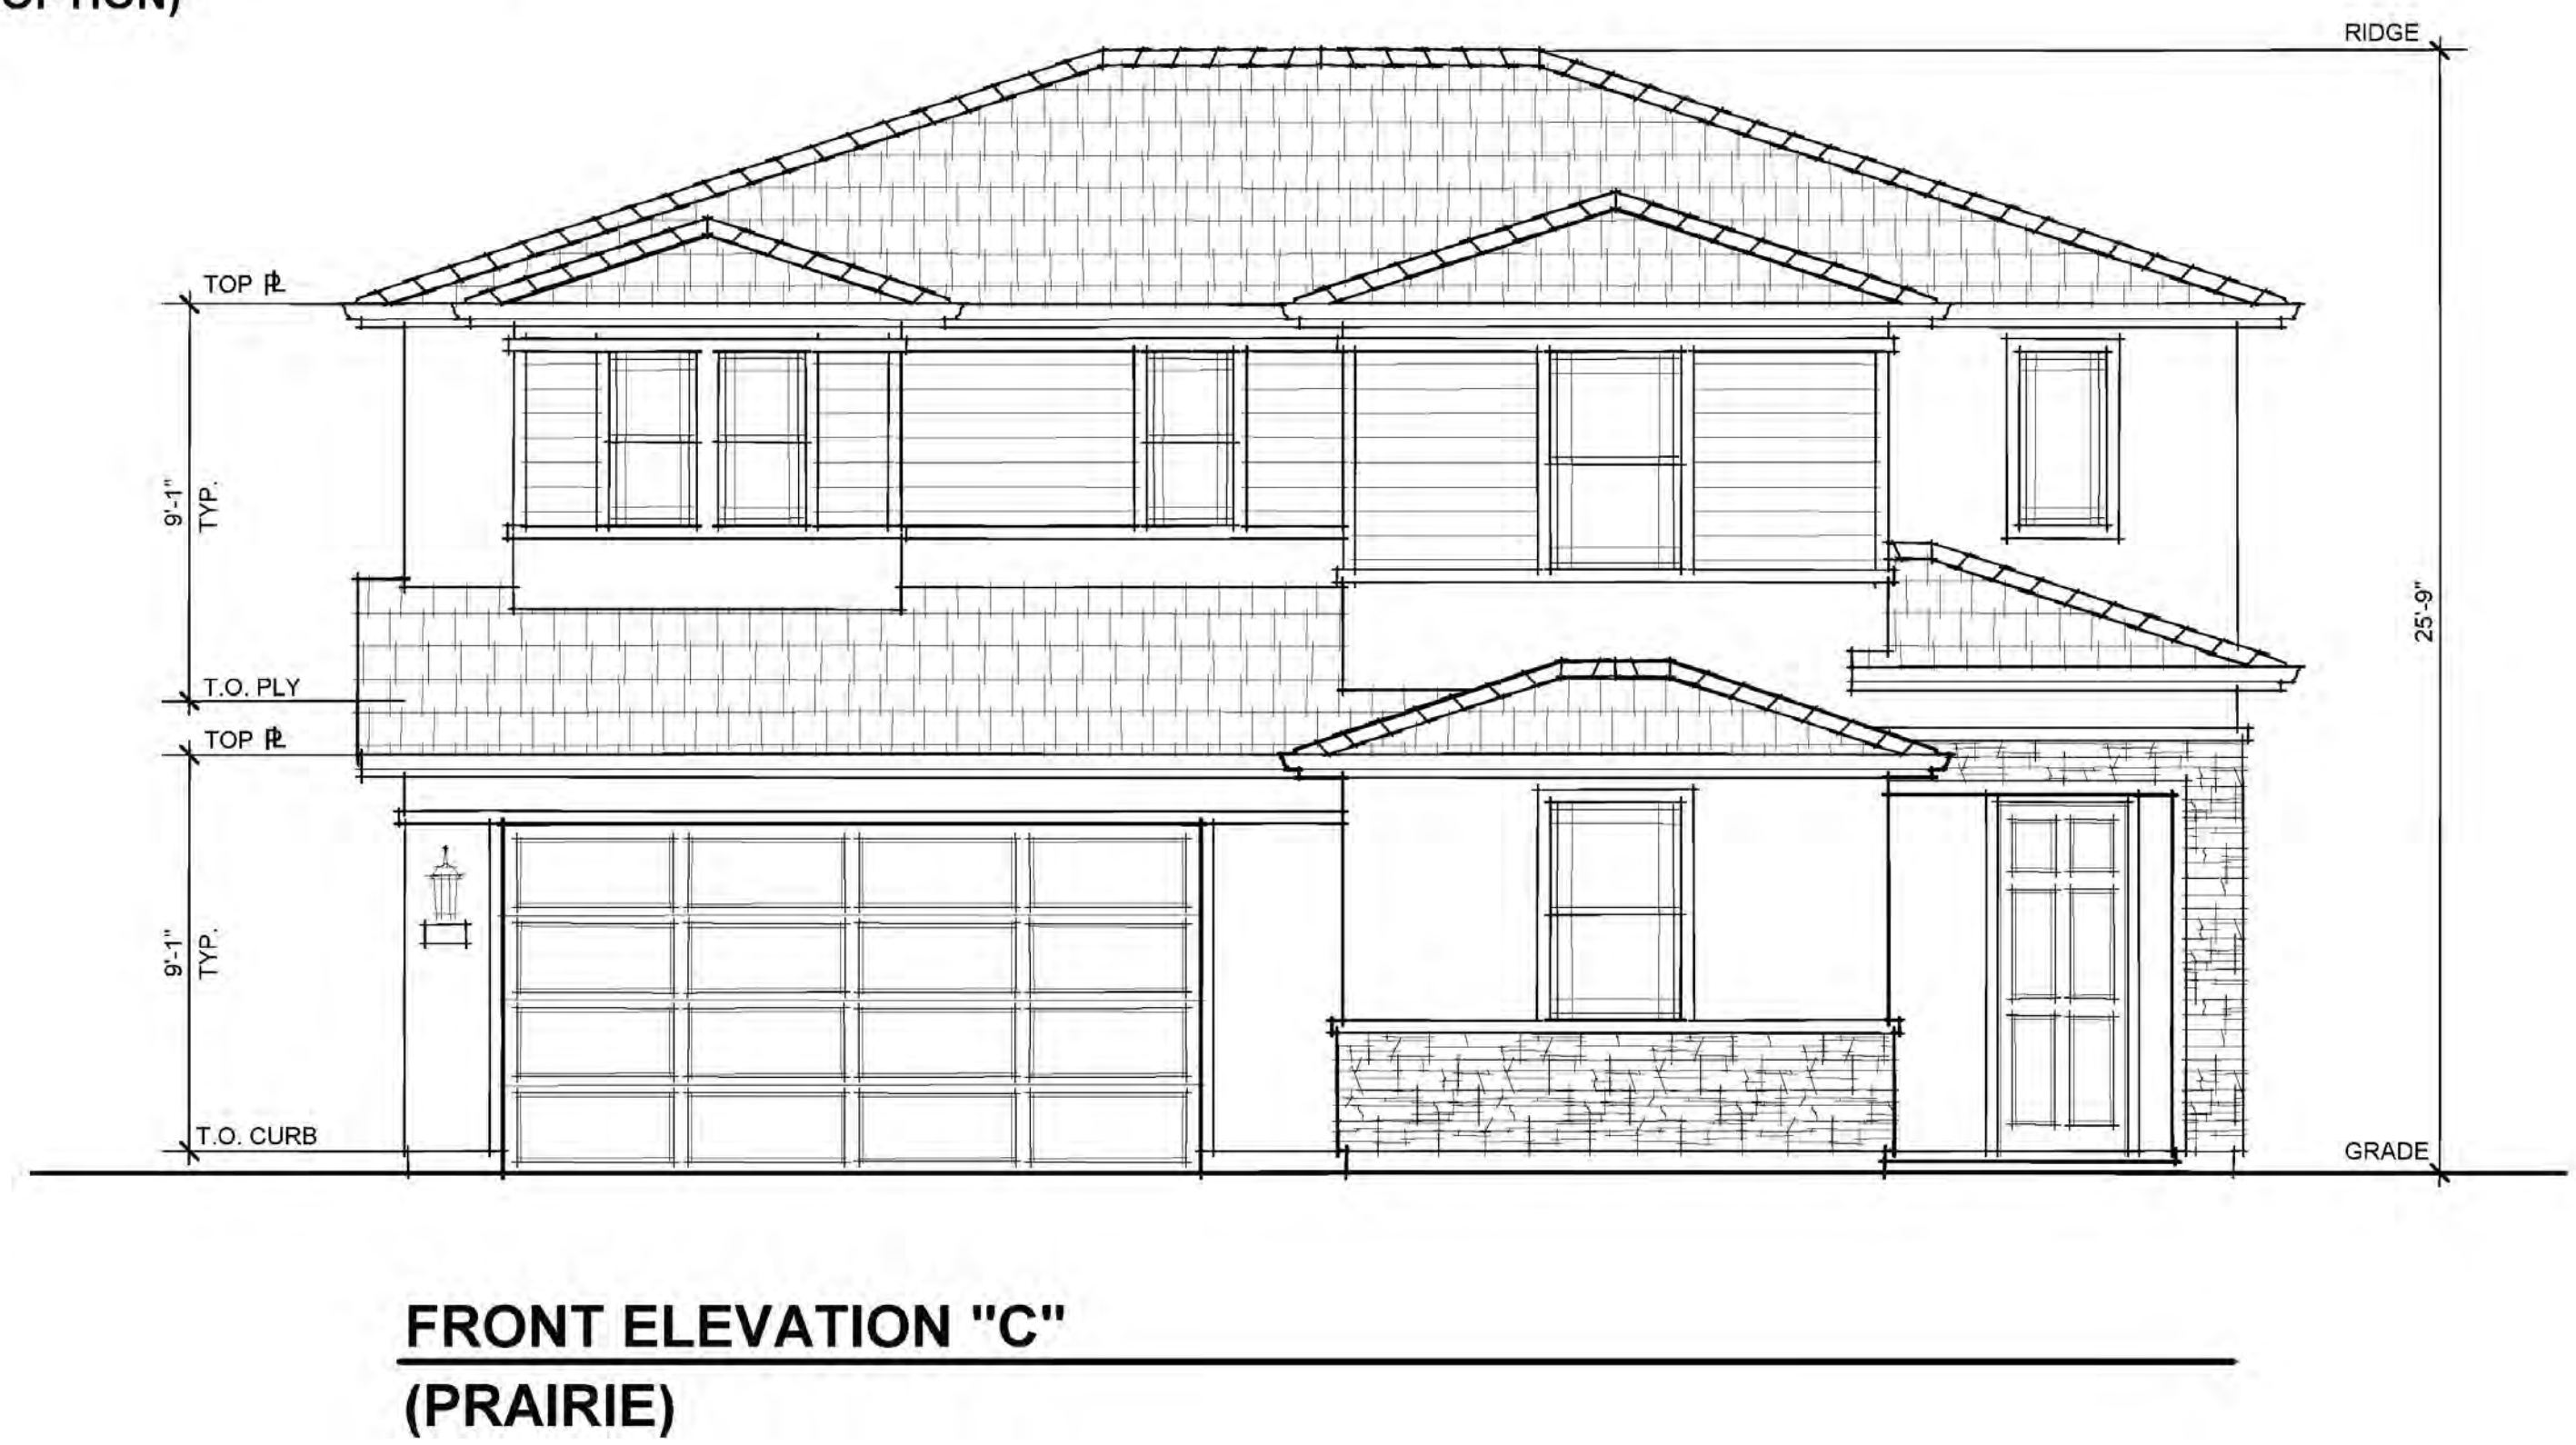 RIDGE
TOP PL
9'-1"
TYP.
T.O. PLY
25'-9"
TOP PL
9'-1"
TYP.
T.O. CURB
GRADE
FRONT ELEVATION "C"
(PRAIRIE)